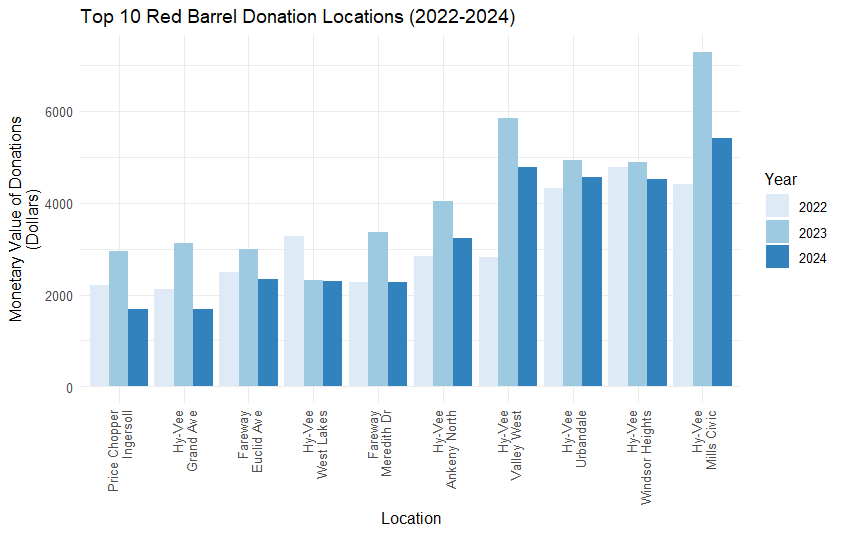 Top 10 Red Barrel Donation Locations (2022-2024)
Monetary Value of Donations
(Dollars)
6000
4000
2000
0
Price Chopper
Ingersoll
Hy-Vee
Grand Ave
Fareway
Euclid Ave
Hy-Vee
West Lakes
Fareway
Meredith Dr
Hy-Vee
Ankeny North
Hy-Vee
Valley West
Hy-Vee
Urbandale
Hy-Vee
Windsor Heights
Hy-Vee
Mills Civic
Location
Year
2022
2023
2024